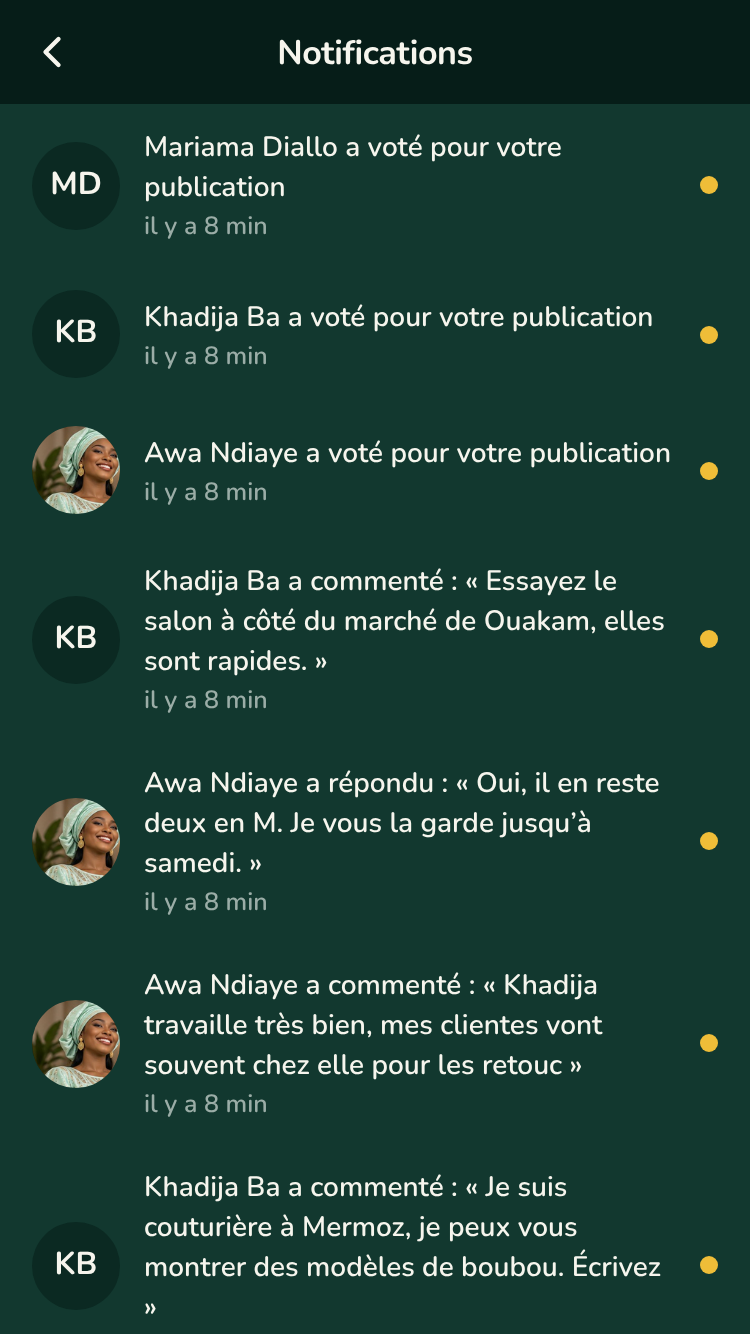 Notifications
MD
Mariama Diallo a voté pour votre
publication
il y a 8 min
KB
Khadija Ba a voté pour votre publication
il y a 8 min
Awa Ndiaye a voté pour votre publication
il y a 8 min
KB
Khadija Ba a commenté : « Essayez le
salon à côté du marché de Ouakam, elles
sont rapides. »
il y a 8 min
Awa Ndiaye a répondu : « Oui, il en reste
deux en M. Je vous la garde jusqu’à
samedi. »
il y a 8 min
Awa Ndiaye a commenté : « Khadija
travaille très bien, mes clientes vont
souvent chez elle pour les retouc »
il y a 8 min
KB
Khadija Ba a commenté : « Je suis
couturière à Mermoz, je peux vous
montrer des modèles de boubou. Écrivez
»